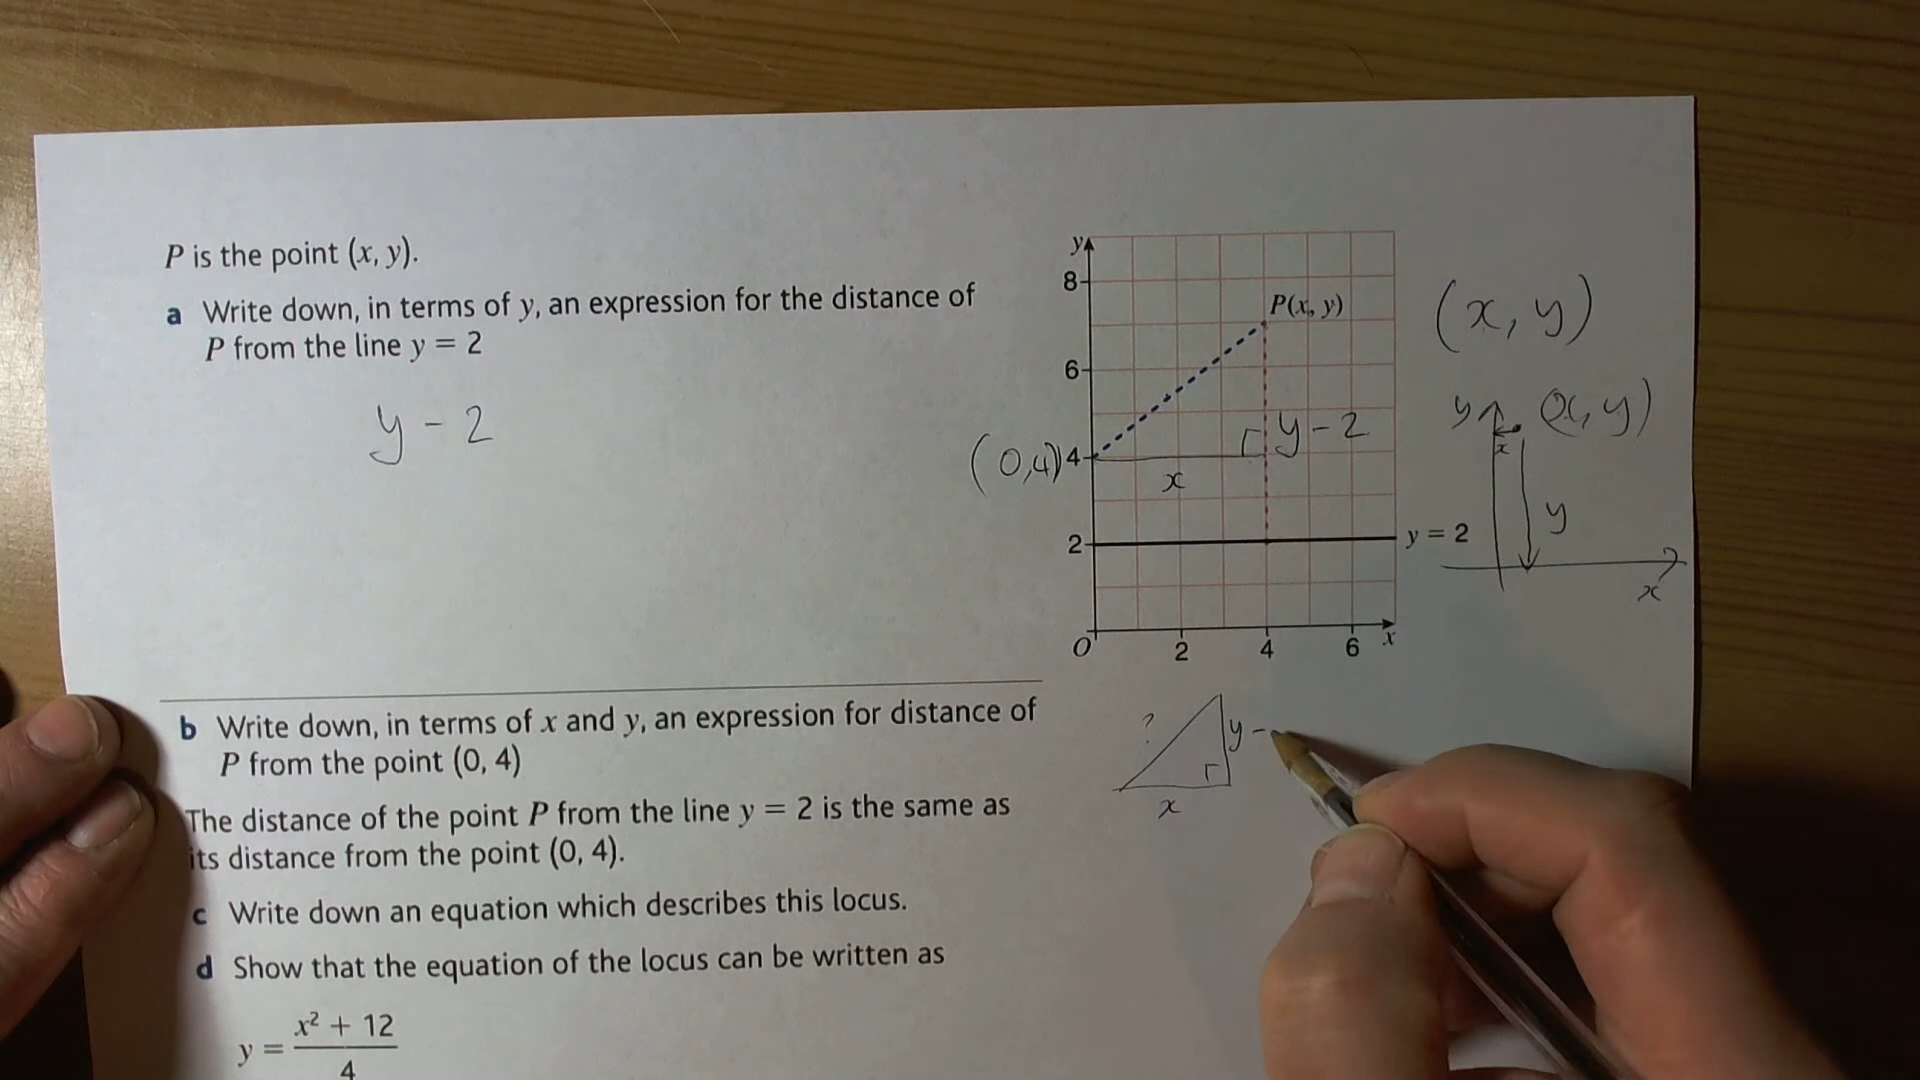 P is the point (x, y).
a Write down, in terms of y, an expression for the distance of
P from the line y = 2
y - 2
y
8
P(x, y)
6
(0,4) 4
y - 2
x
2
y = 2
O
2 4 6 x
(x, y)
y (x, y)
x
y
x
b Write down, in terms of x and y, an expression for distance of
P from the point (0, 4)
? y -
x
The distance of the point P from the line y = 2 is the same as
its distance from the point (0, 4).
c Write down an equation which describes this locus.
d Show that the equation of the locus can be written as
y = x² + 12
4